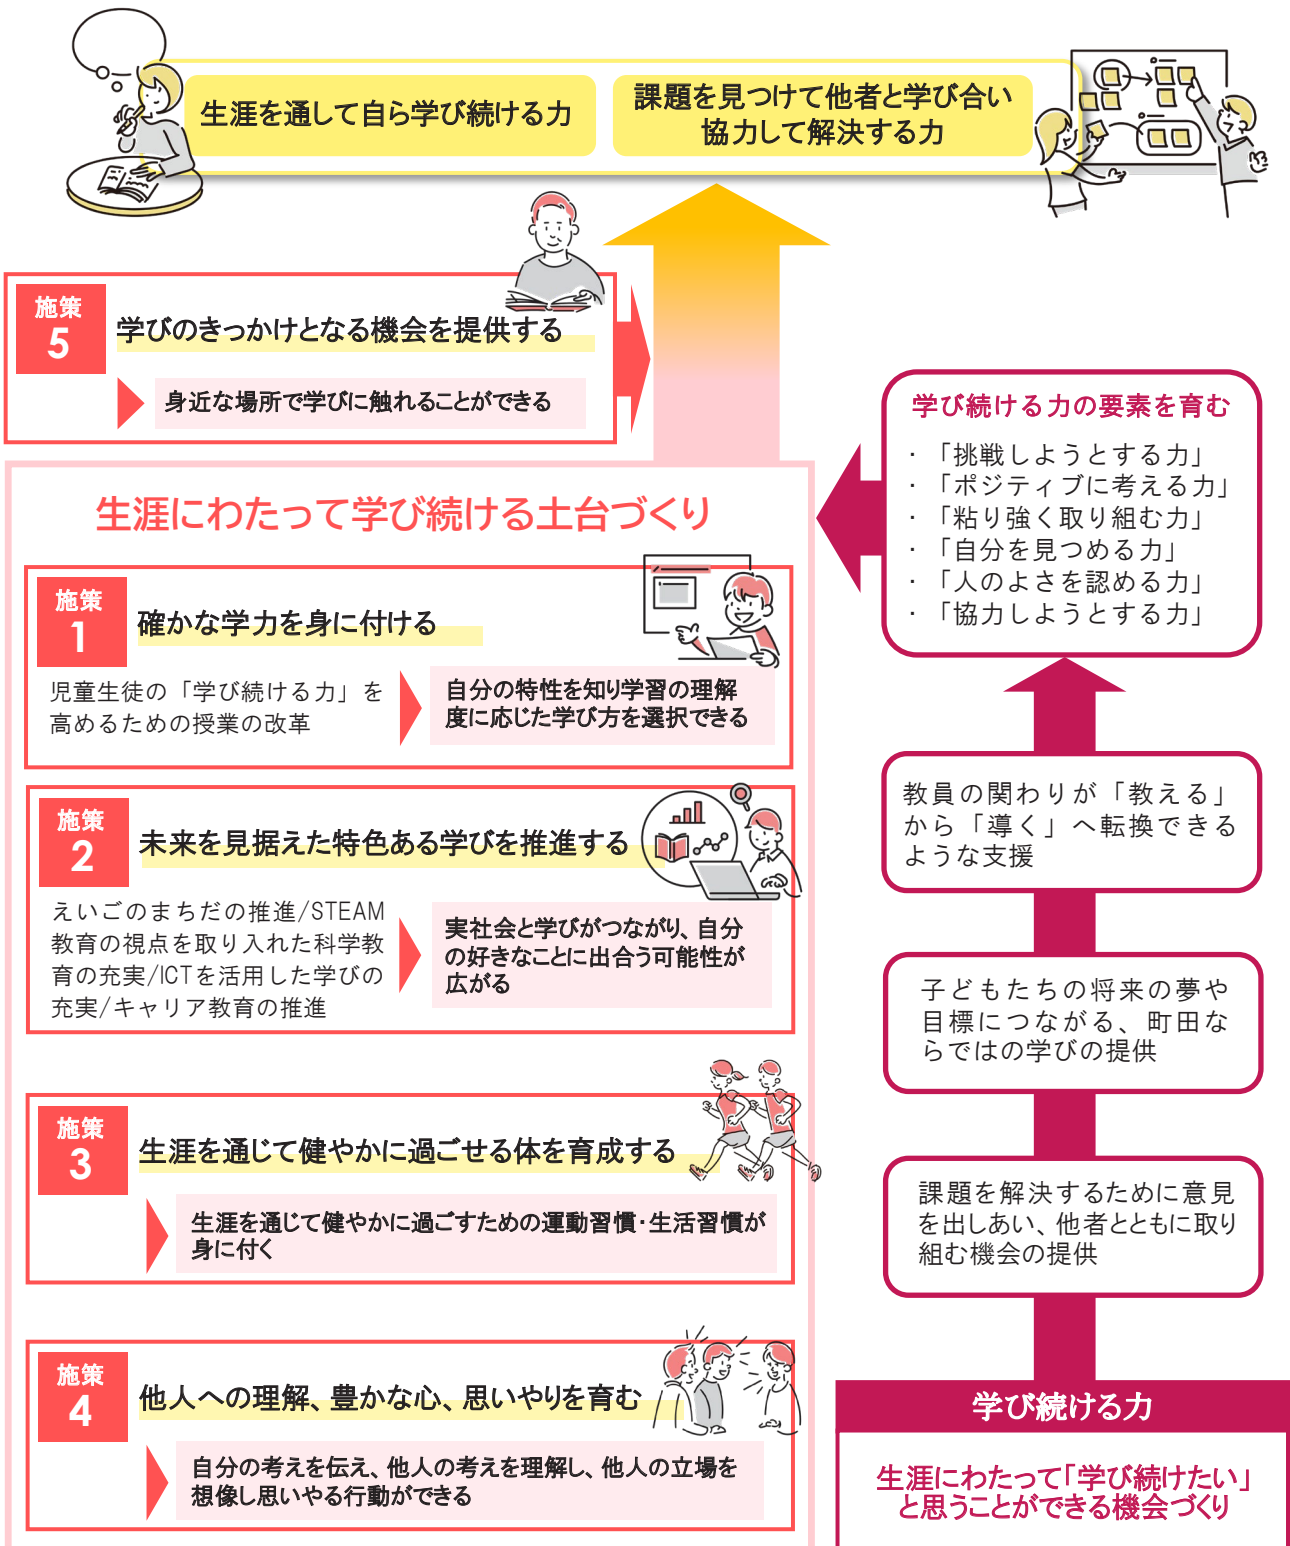 生涯を通して自ら学び続ける力
課題を見つけて他者と学び合い
協力して解決する力
施策
5
学びのきっかけとなる機会を提供する
身近な場所で学びに触れることができる
生涯にわたって学び続ける土台づくり
施策
1
確かな学力を身に付ける
児童生徒の「学び続ける力」を
高めるための授業の改革
自分の特性を知り学習の理解
度に応じた学び方を選択できる
施策
2
未来を見据えた特色ある学びを推進する
えいごのまちだの推進/STEAM
教育の視点を取り入れた科学教
育の充実/ICTを活用した学びの
充実/キャリア教育の推進
実社会と学びがつながり、自分
の好きなことに出合う可能性が
広がる
施策
3
生涯を通じて健やかに過ごせる体を育成する
生涯を通じて健やかに過ごすための運動習慣・生活習慣が
身に付く
施策
4
他人への理解、豊かな心、思いやりを育む
自分の考えを伝え、他人の考えを理解し、他人の立場を
想像し思いやる行動ができる
学び続ける力の要素を育む
・「挑戦しようとする力」
・「ポジティブに考える力」
・「粘り強く取り組む力」
・「自分を見つめる力」
・「人のよさを認める力」
・「協力しようとする力」
教員の関わりが「教える」
から「導く」へ転換できる
ような支援
子どもたちの将来の夢や
目標につながる、町田な
らではの学びの提供
課題を解決するために意見
を出しあい、他者とともに取り
組む機会の提供
学び続ける力
生涯にわたって「学び続けたい」
と思うことができる機会づくり